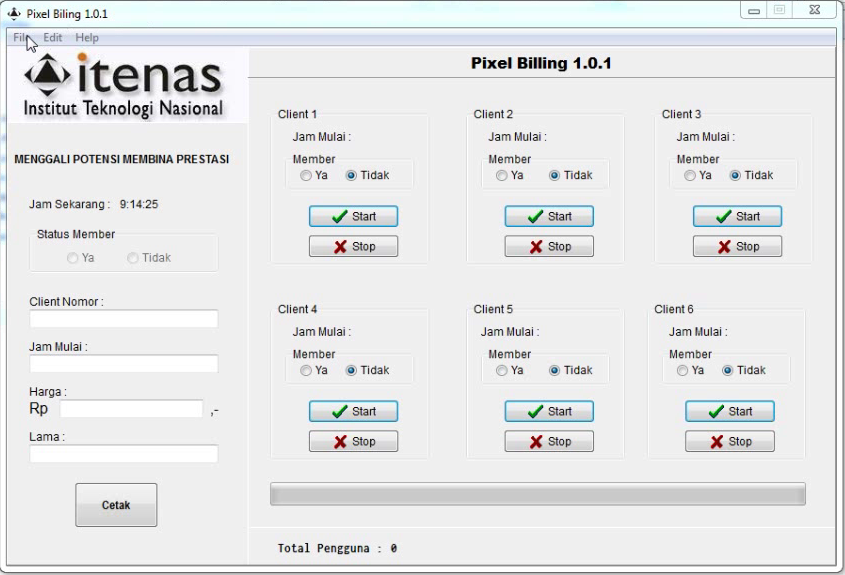 Pixel Biling 1.0.1
File Edit Help
itenas
Institut Teknologi Nasional
MENGGALI POTENSI MEMBINA PRESTASI
Jam Sekarang : 9:14:25
Status Member
Ya Tidak
Client Nomor :
Jam Mulai :
Harga :
Rp ,-
Lama :
Cetak
Pixel Billing 1.0.1
Client 1
Jam Mulai :
Member
Ya Tidak
Start
Stop
Client 2
Jam Mulai :
Member
Ya Tidak
Start
Stop
Client 3
Jam Mulai :
Member
Ya Tidak
Start
Stop
Client 4
Jam Mulai :
Member
Ya Tidak
Start
Stop
Client 5
Jam Mulai :
Member
Ya Tidak
Start
Stop
Client 6
Jam Mulai :
Member
Ya Tidak
Start
Stop
Total Pengguna : 0